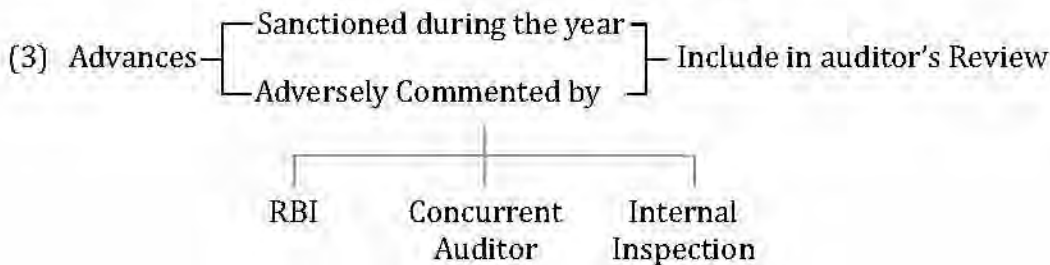 Sanctioned during the year
(3) Advances
Include in auditor's Review
Adversely Commented by
RBI
Concurrent
Auditor
Internal
Inspection